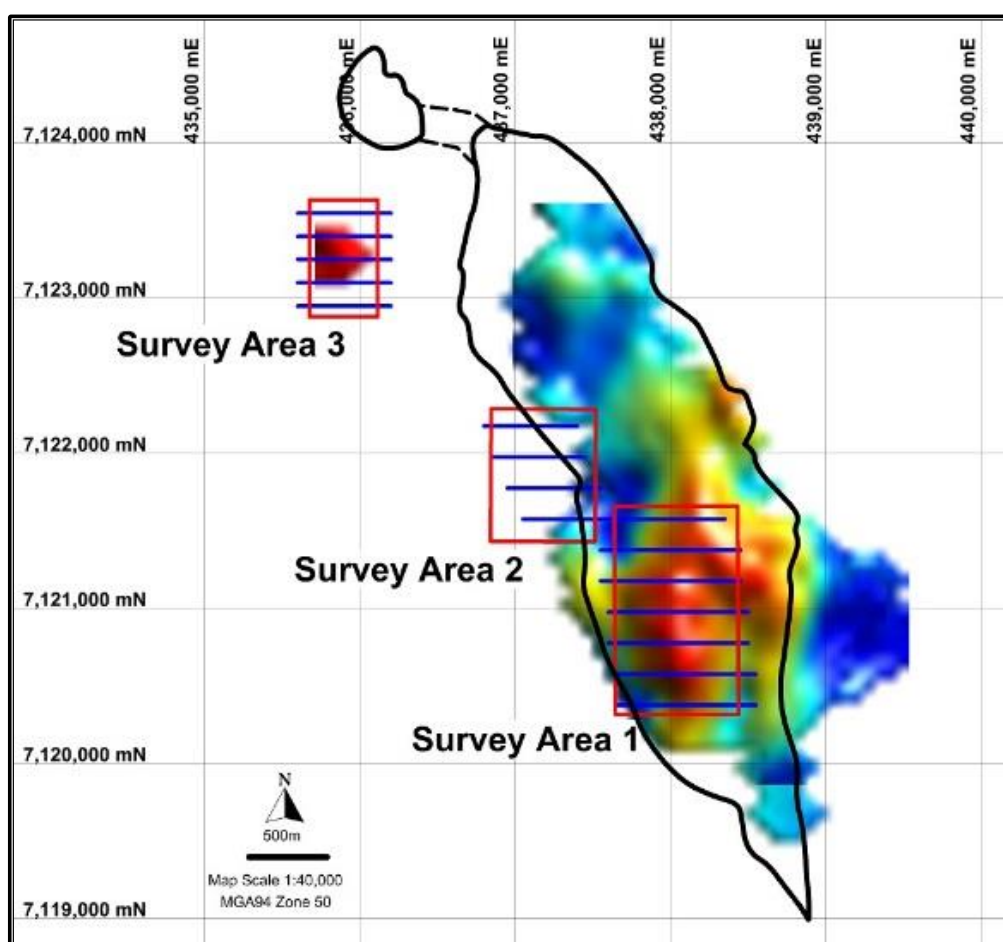 435,000 mE
436,000 mE
437,000 mE
438,000 mE
439,000 mE
440,000 mE
7,124,000 mN
7,123,000 mN
Survey Area 3
7,122,000 mN
Survey Area 2
7,121,000 mN
Survey Area 1
7,120,000 mN
N
500m
Map Scale 1:40,000
MGA94 Zone 50
7,119,000 mN